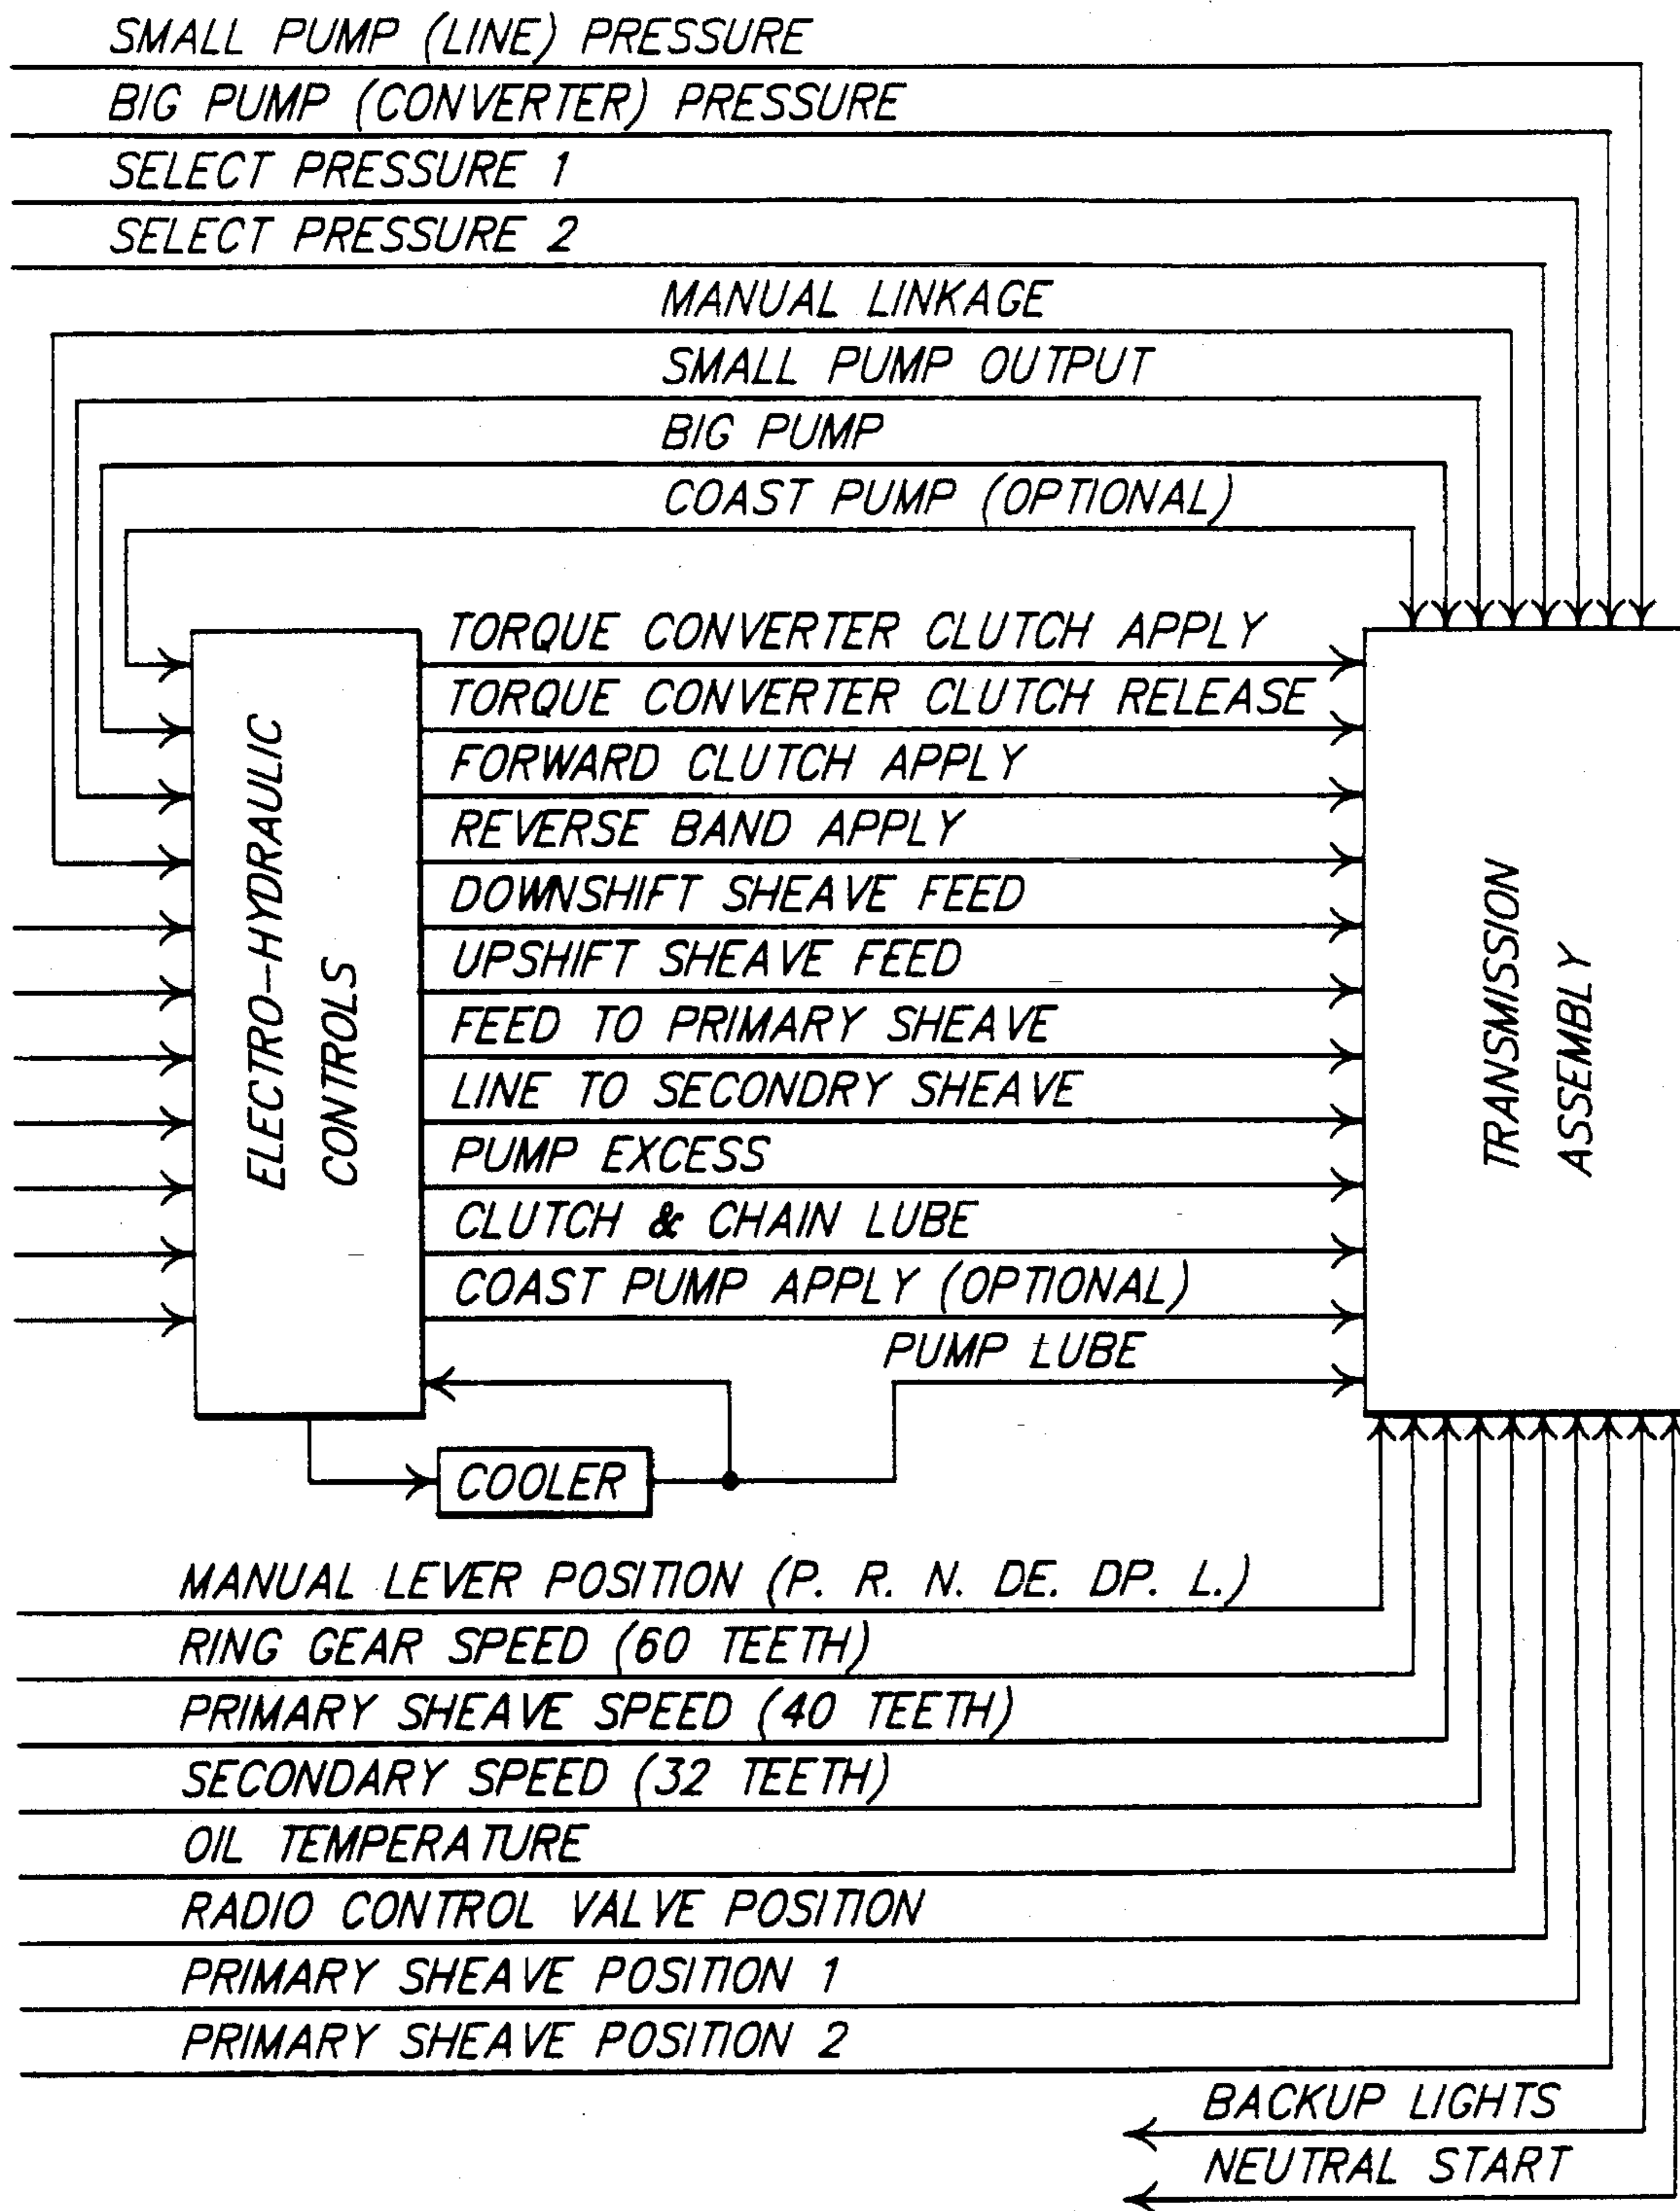 SMALL PUMP (LINE) PRESSURE
BIG PUMP (CONVERTER) PRESSURE
SELECT PRESSURE 1
SELECT PRESSURE 2
MANUAL LINKAGE
SMALL PUMP OUTPUT
BIG PUMP
COAST PUMP (OPTIONAL)
ELECTRO-HYDRAULIC
CONTROLS
TORQUE CONVERTER CLUTCH APPLY
TORQUE CONVERTER CLUTCH RELEASE
FORWARD CLUTCH APPLY
REVERSE BAND APPLY
DOWNSHIFT SHEAVE FEED
UPSHIFT SHEAVE FEED
FEED TO PRIMARY SHEAVE
LINE TO SECONDRY SHEAVE
PUMP EXCESS
CLUTCH & CHAIN LUBE
COAST PUMP APPLY (OPTIONAL)
PUMP LUBE
TRANSMISSION
ASSEMBLY
COOLER
MANUAL LEVER POSITION (P. R. N. DE. DP. L.)
RING GEAR SPEED (60 TEETH)
PRIMARY SHEAVE SPEED (40 TEETH)
SECONDARY SPEED (32 TEETH)
OIL TEMPERATURE
RADIO CONTROL VALVE POSITION
PRIMARY SHEAVE POSITION 1
PRIMARY SHEAVE POSITION 2
BACKUP LIGHTS
NEUTRAL START